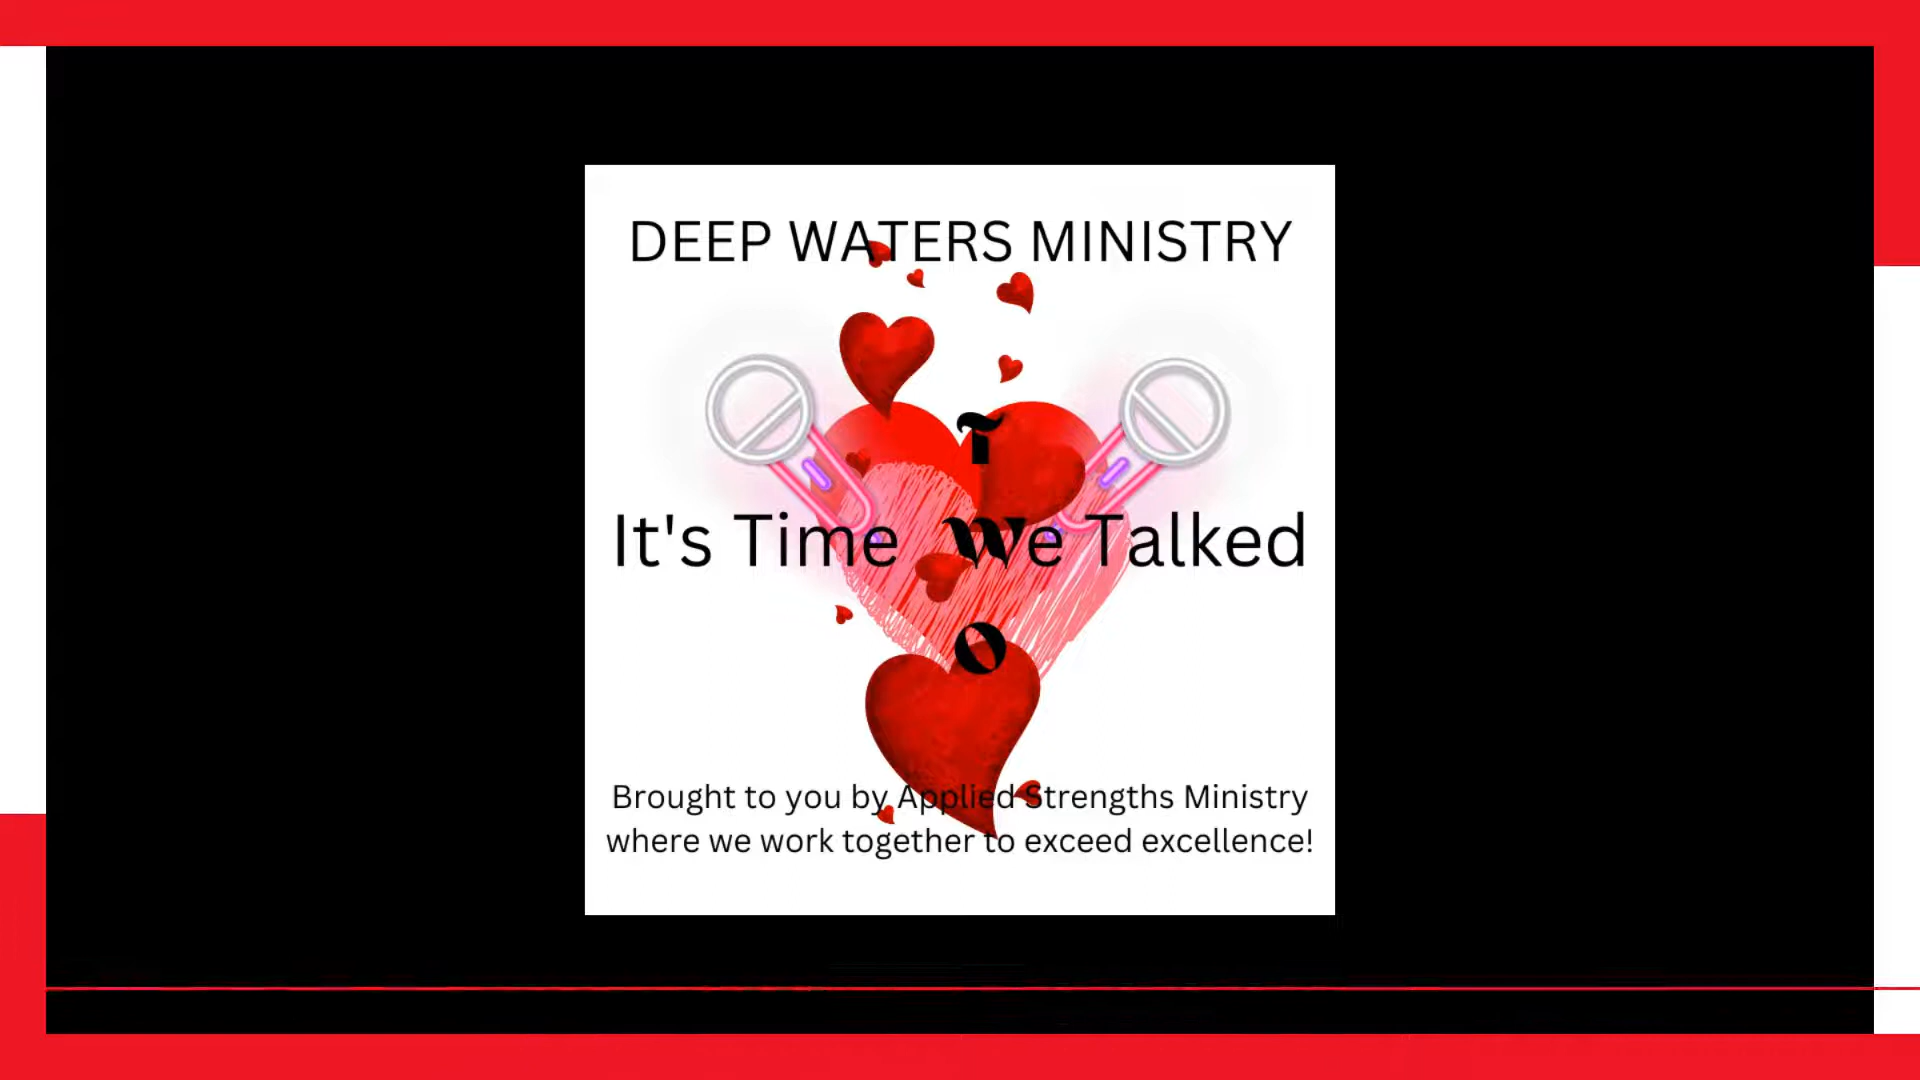 DEEP WATERS MINISTRY
T
It's Time We Talked
o
Brought to you by Applied Strengths Ministry
where we work together to exceed excellence!